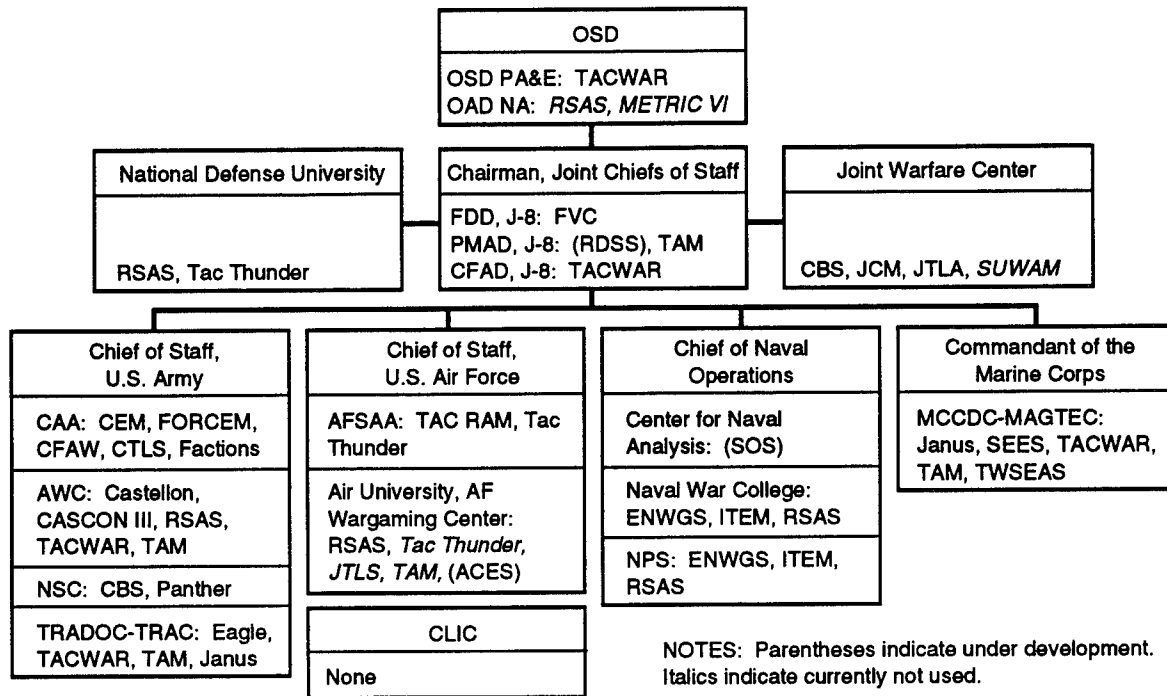 OSD
OSD PA&E: TACWAR
OAD NA: RSAS, METRIC VI
National Defense University
RSAS, Tac Thunder
Chairman, Joint Chiefs of Staff
FDD, J-8: FVC
PMAD, J-8: (RDSS), TAM
CFAD, J-8: TACWAR
Joint Warfare Center
CBS, JCM, JTLA, SUWAM
Chief of Staff,
U.S. Army
CAA: CEM, FORCEM,
CFAW, CTLS, Factions
AWC: Castellon,
CASCON III, RSAS,
TACWAR, TAM
NSC: CBS, Panther
TRADOC-TRAC: Eagle,
TACWAR, TAM, Janus
Chief of Staff,
U.S. Air Force
AFSAA: TAC RAM, Tac
Thunder
Air University, AF
Wargaming Center:
RSAS, Tac Thunder,
JTLS, TAM, (ACES)
CLIC
None
Chief of Naval
Operations
Center for Naval
Analysis: (SOS)
Naval War College:
ENWGS, ITEM, RSAS
NPS: ENWGS, ITEM,
RSAS
Commandant of the
Marine Corps
MCCDC-MAGTEC:
Janus, SEES, TACWAR,
TAM, TWSEAS
NOTES: Parentheses indicate under development.
Italics indicate currently not used.